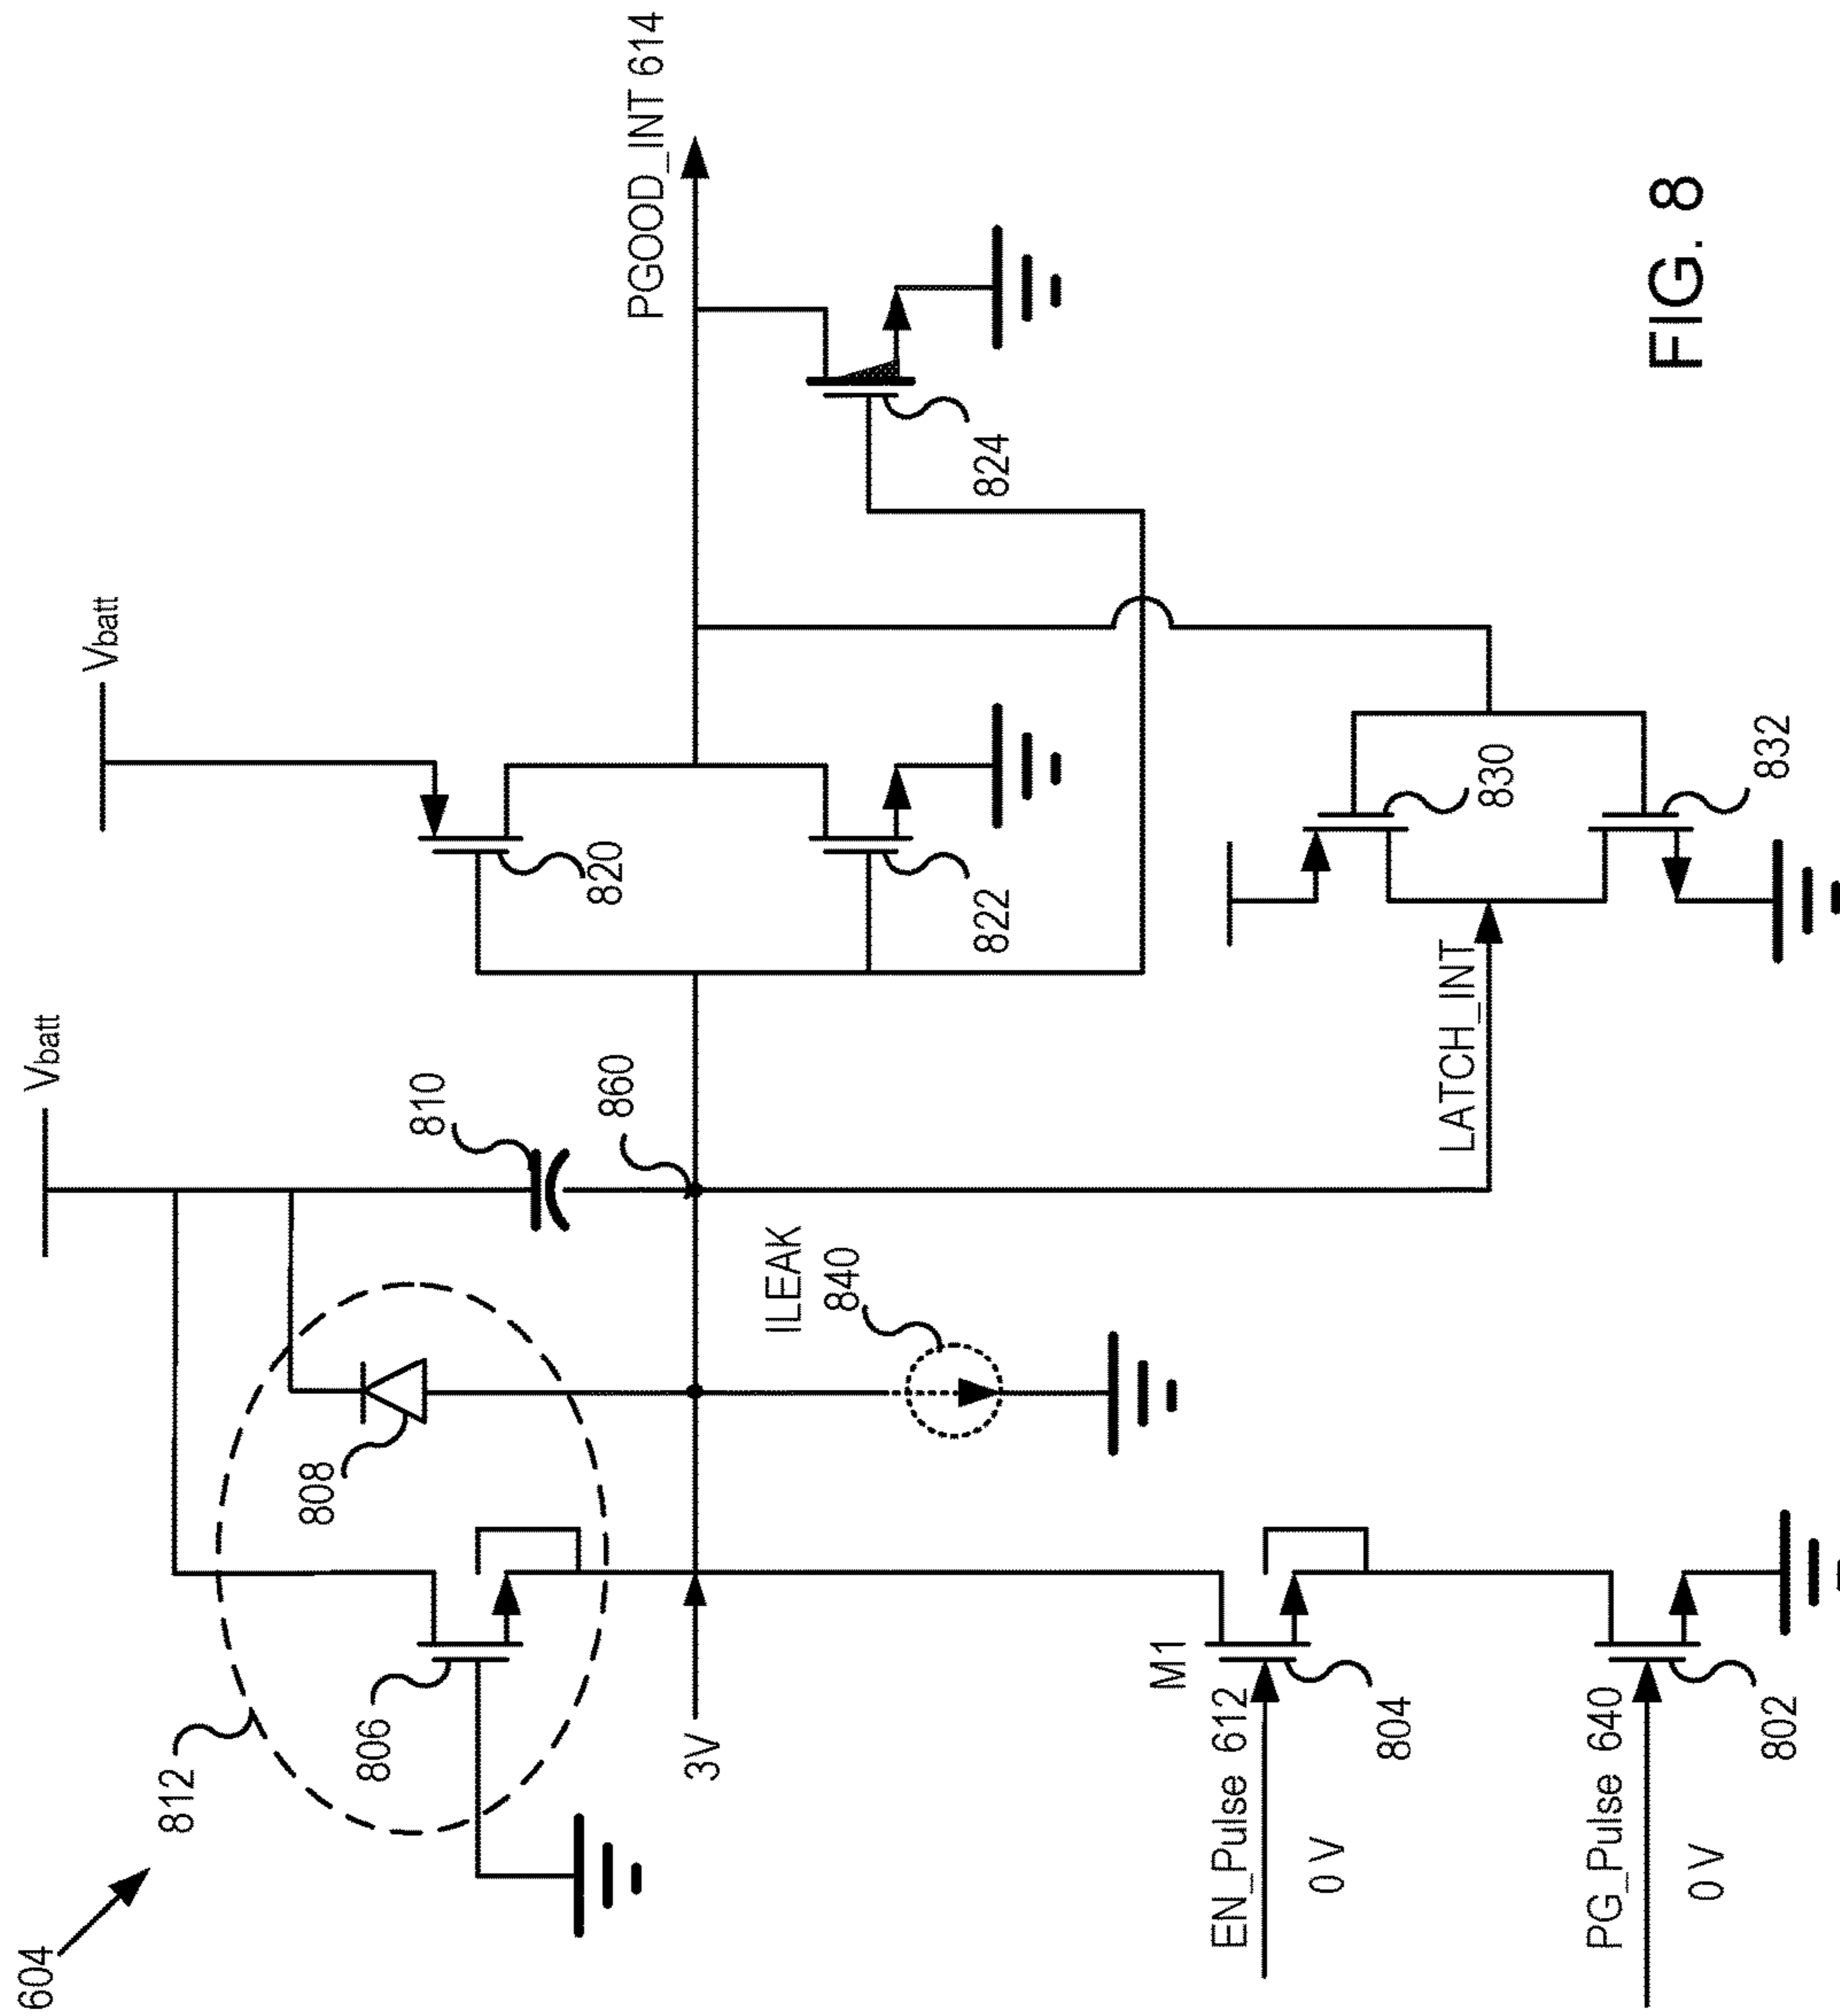 604
812
806
808
Vbatt
810
860
Vbatt
820
822
PGOOD_INT 614
824
3V
ILEAK
840
M1
EN_Pulse 612
0 V
804
PG_Pulse 640
0 V
802
LATCH_INT
830
832
FIG. 8